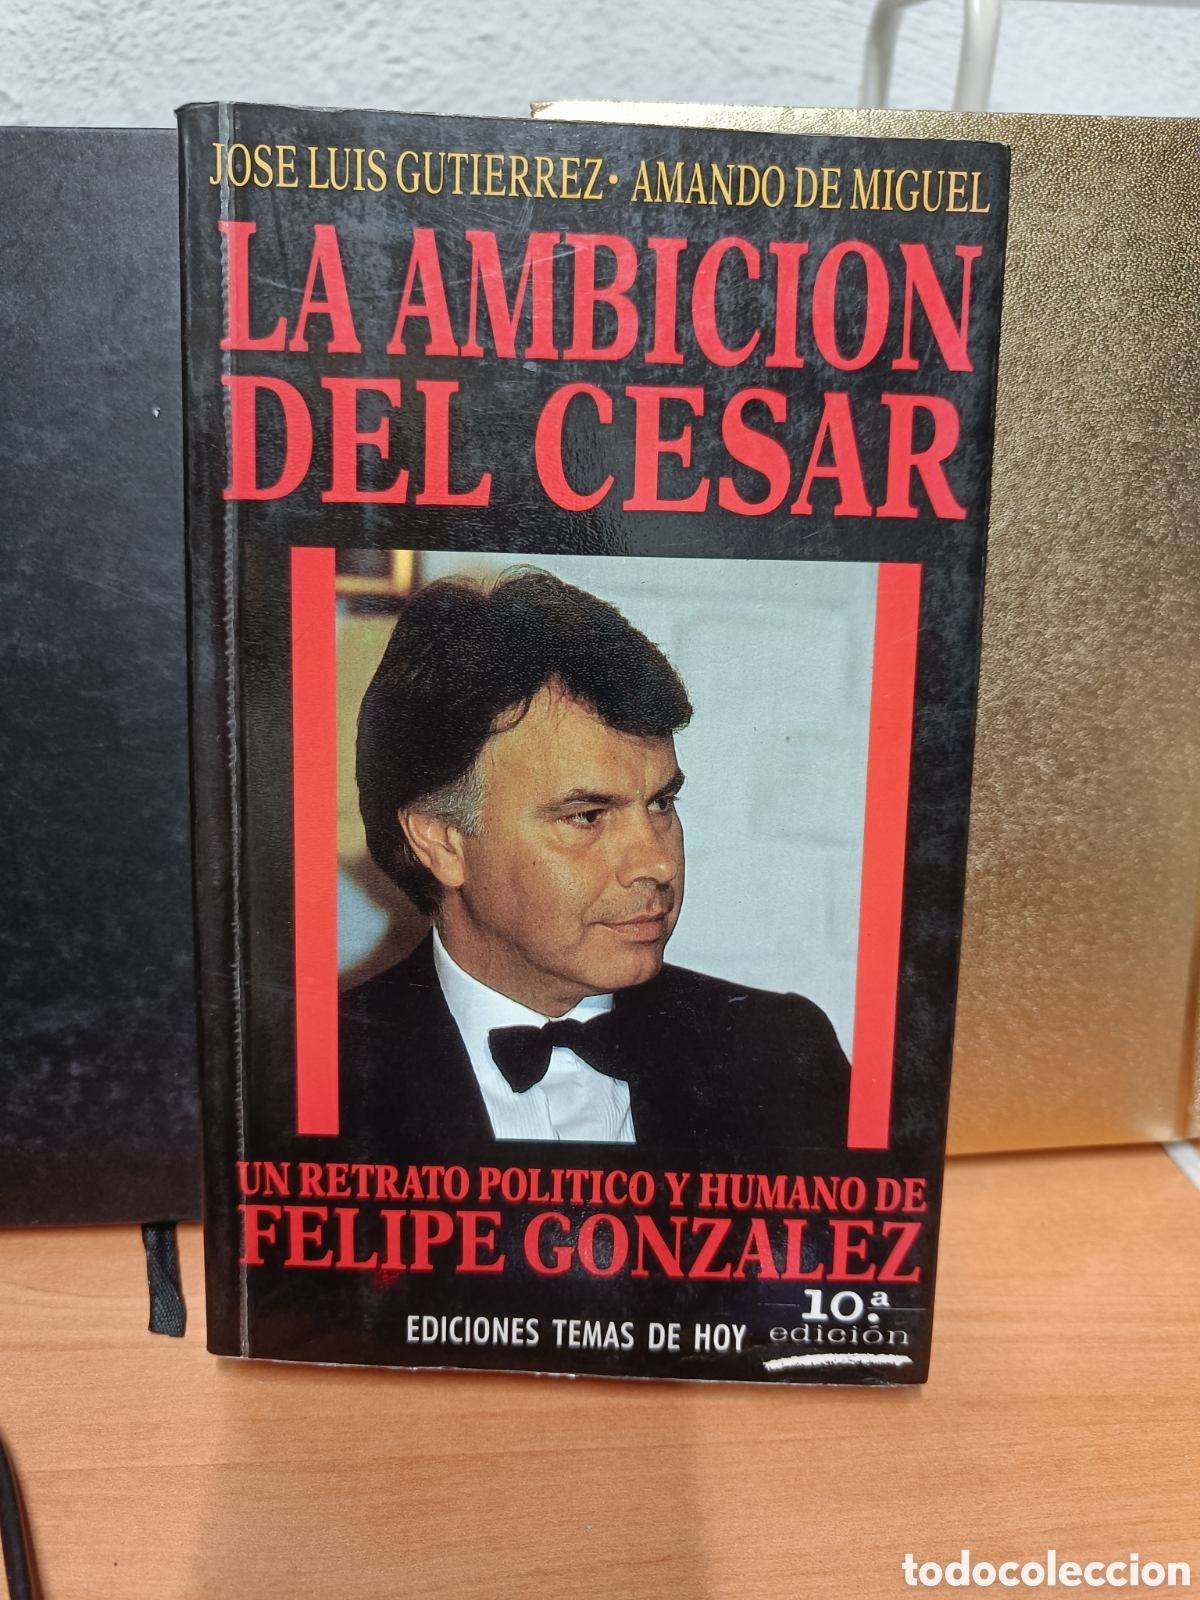 JOSE LUIS GUTIERREZ · AMANDO DE MIGUEL
LA AMBICION
DEL CESAR
UN RETRATO POLITICO Y HUMANO DE
FELIPE GONZALEZ
EDICIONES TEMAS DE HOY
10.ª
edición
todocoleccion